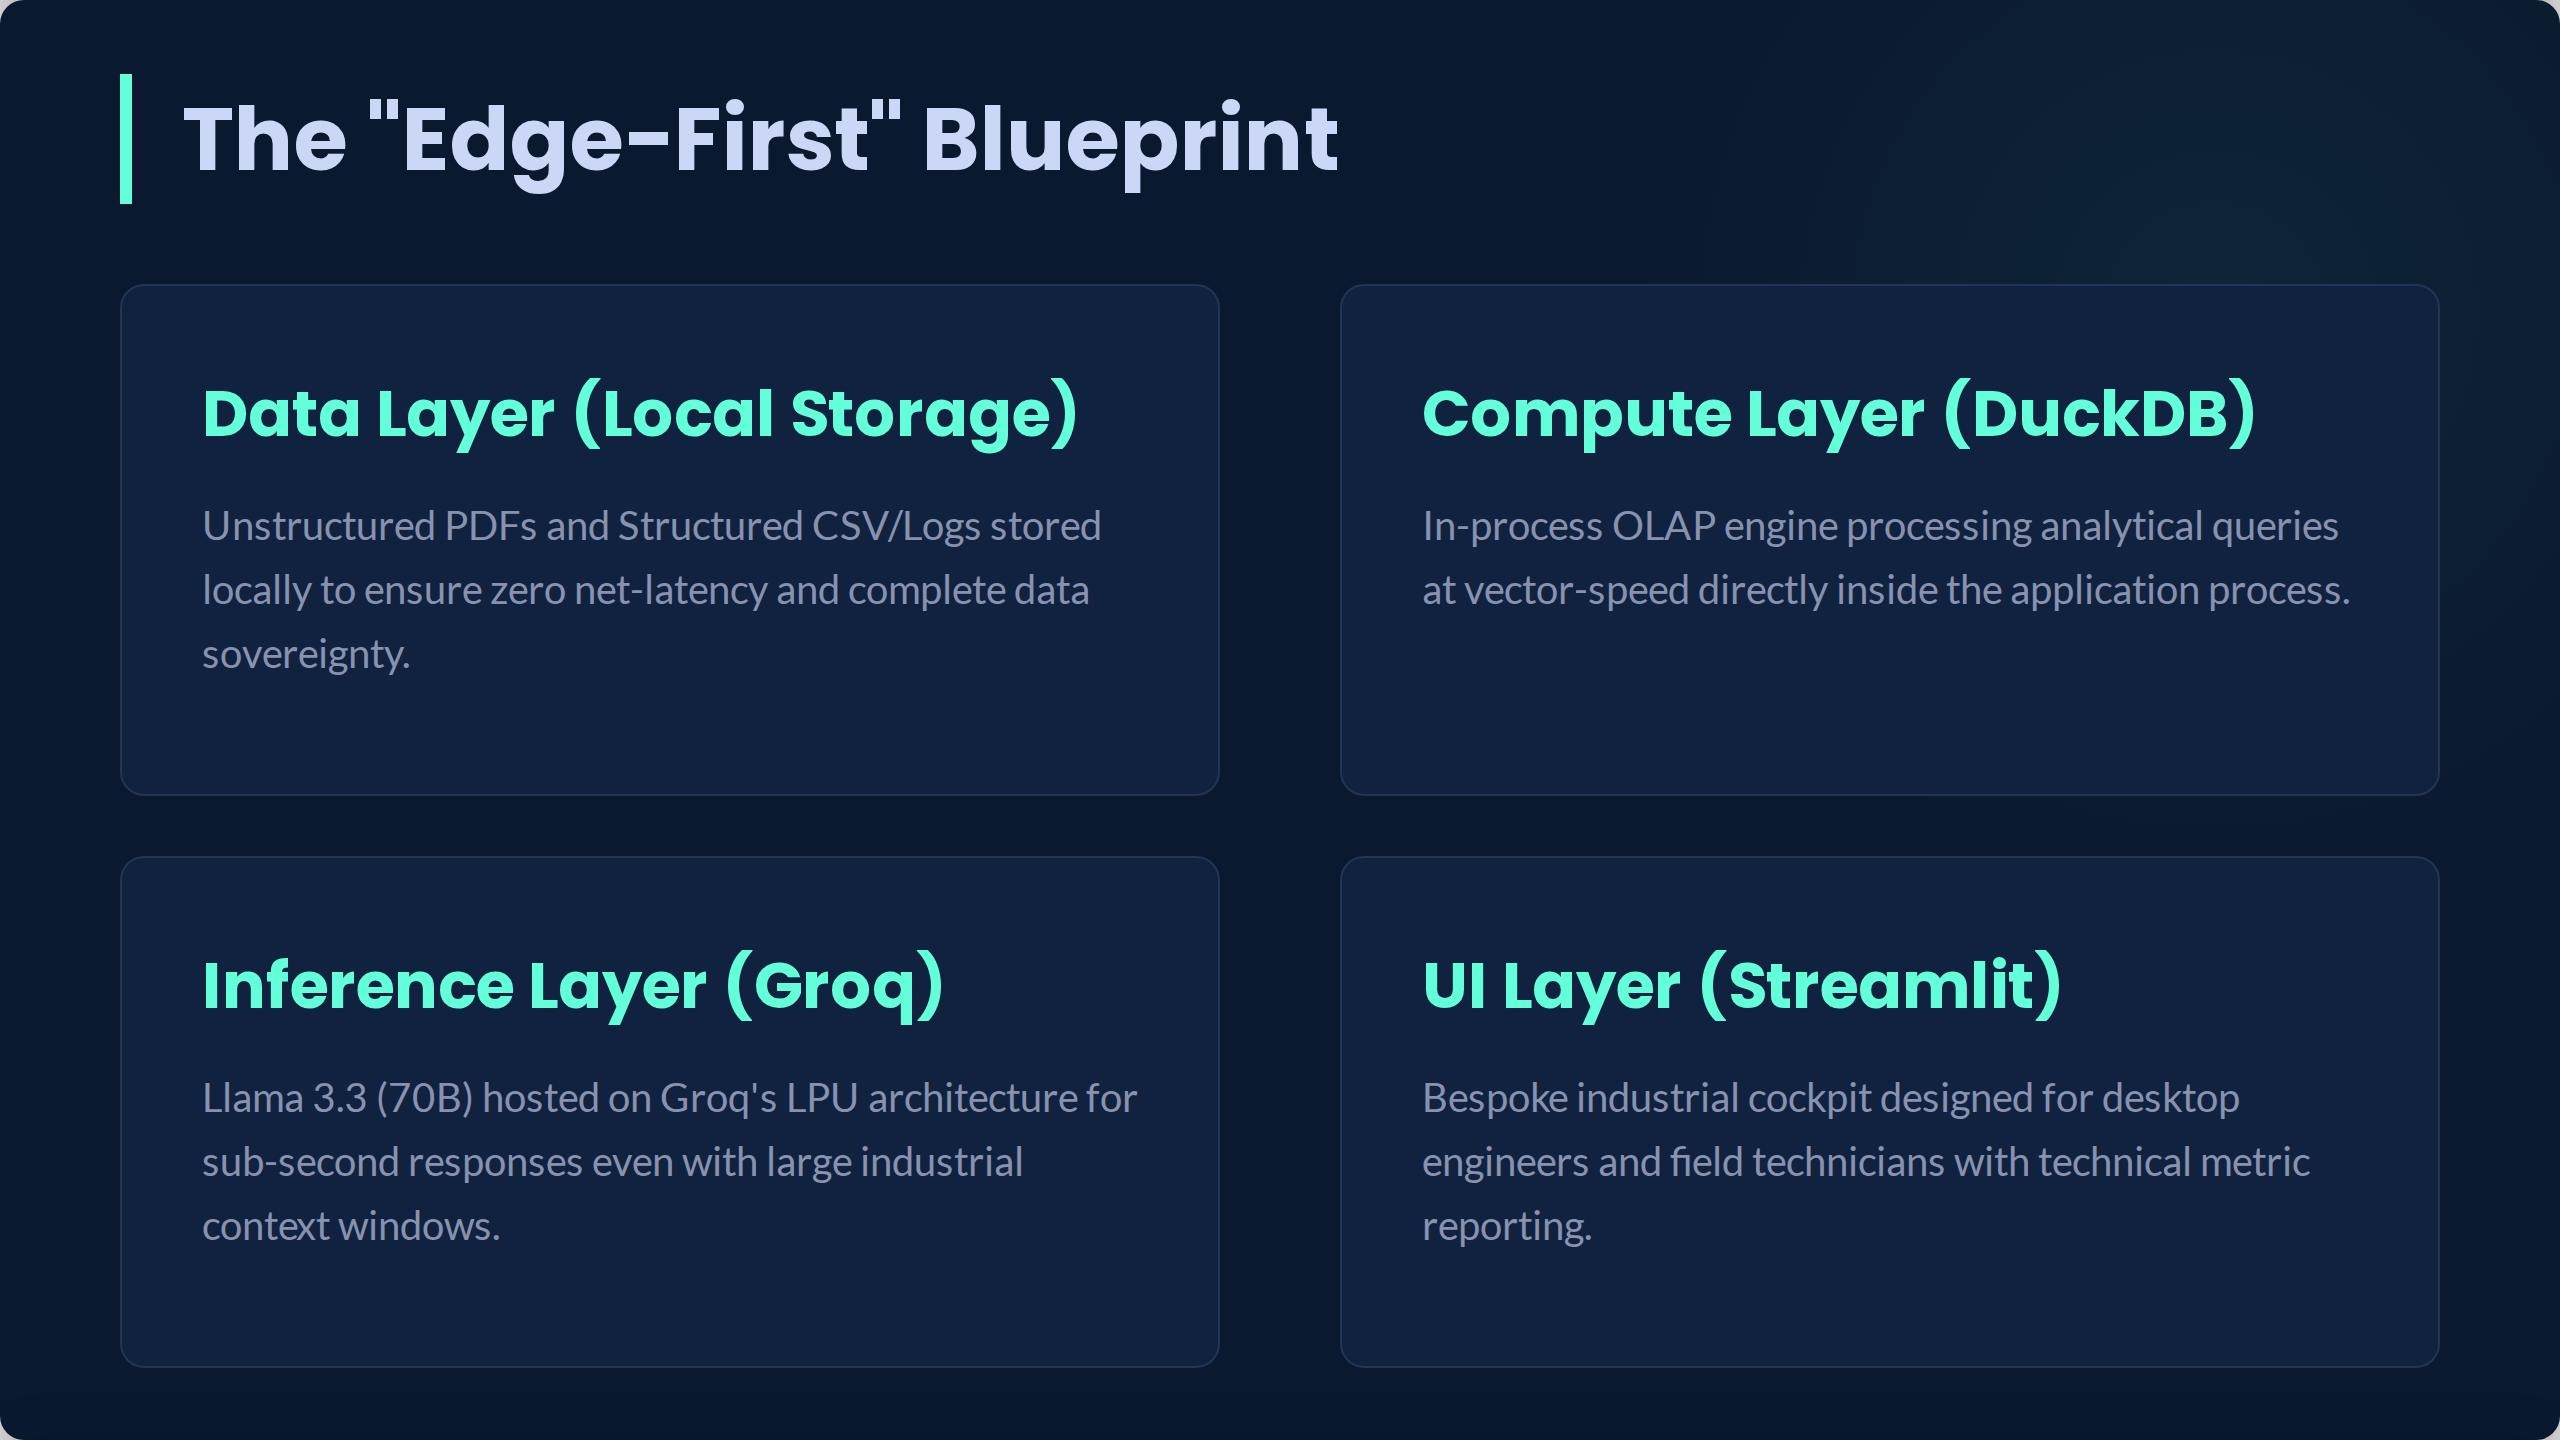 The "Edge-First" Blueprint
Data Layer (Local Storage)
Unstructured PDFs and Structured CSV/Logs stored
locally to ensure zero net-latency and complete data
sovereignty.
Compute Layer (DuckDB)
In-process OLAP engine processing analytical queries
at vector-speed directly inside the application process.
Inference Layer (Groq)
Llama 3.3 (70B) hosted on Groq's LPU architecture for
sub-second responses even with large industrial
context windows.
UI Layer (Streamlit)
Bespoke industrial cockpit designed for desktop
engineers and field technicians with technical metric
reporting.